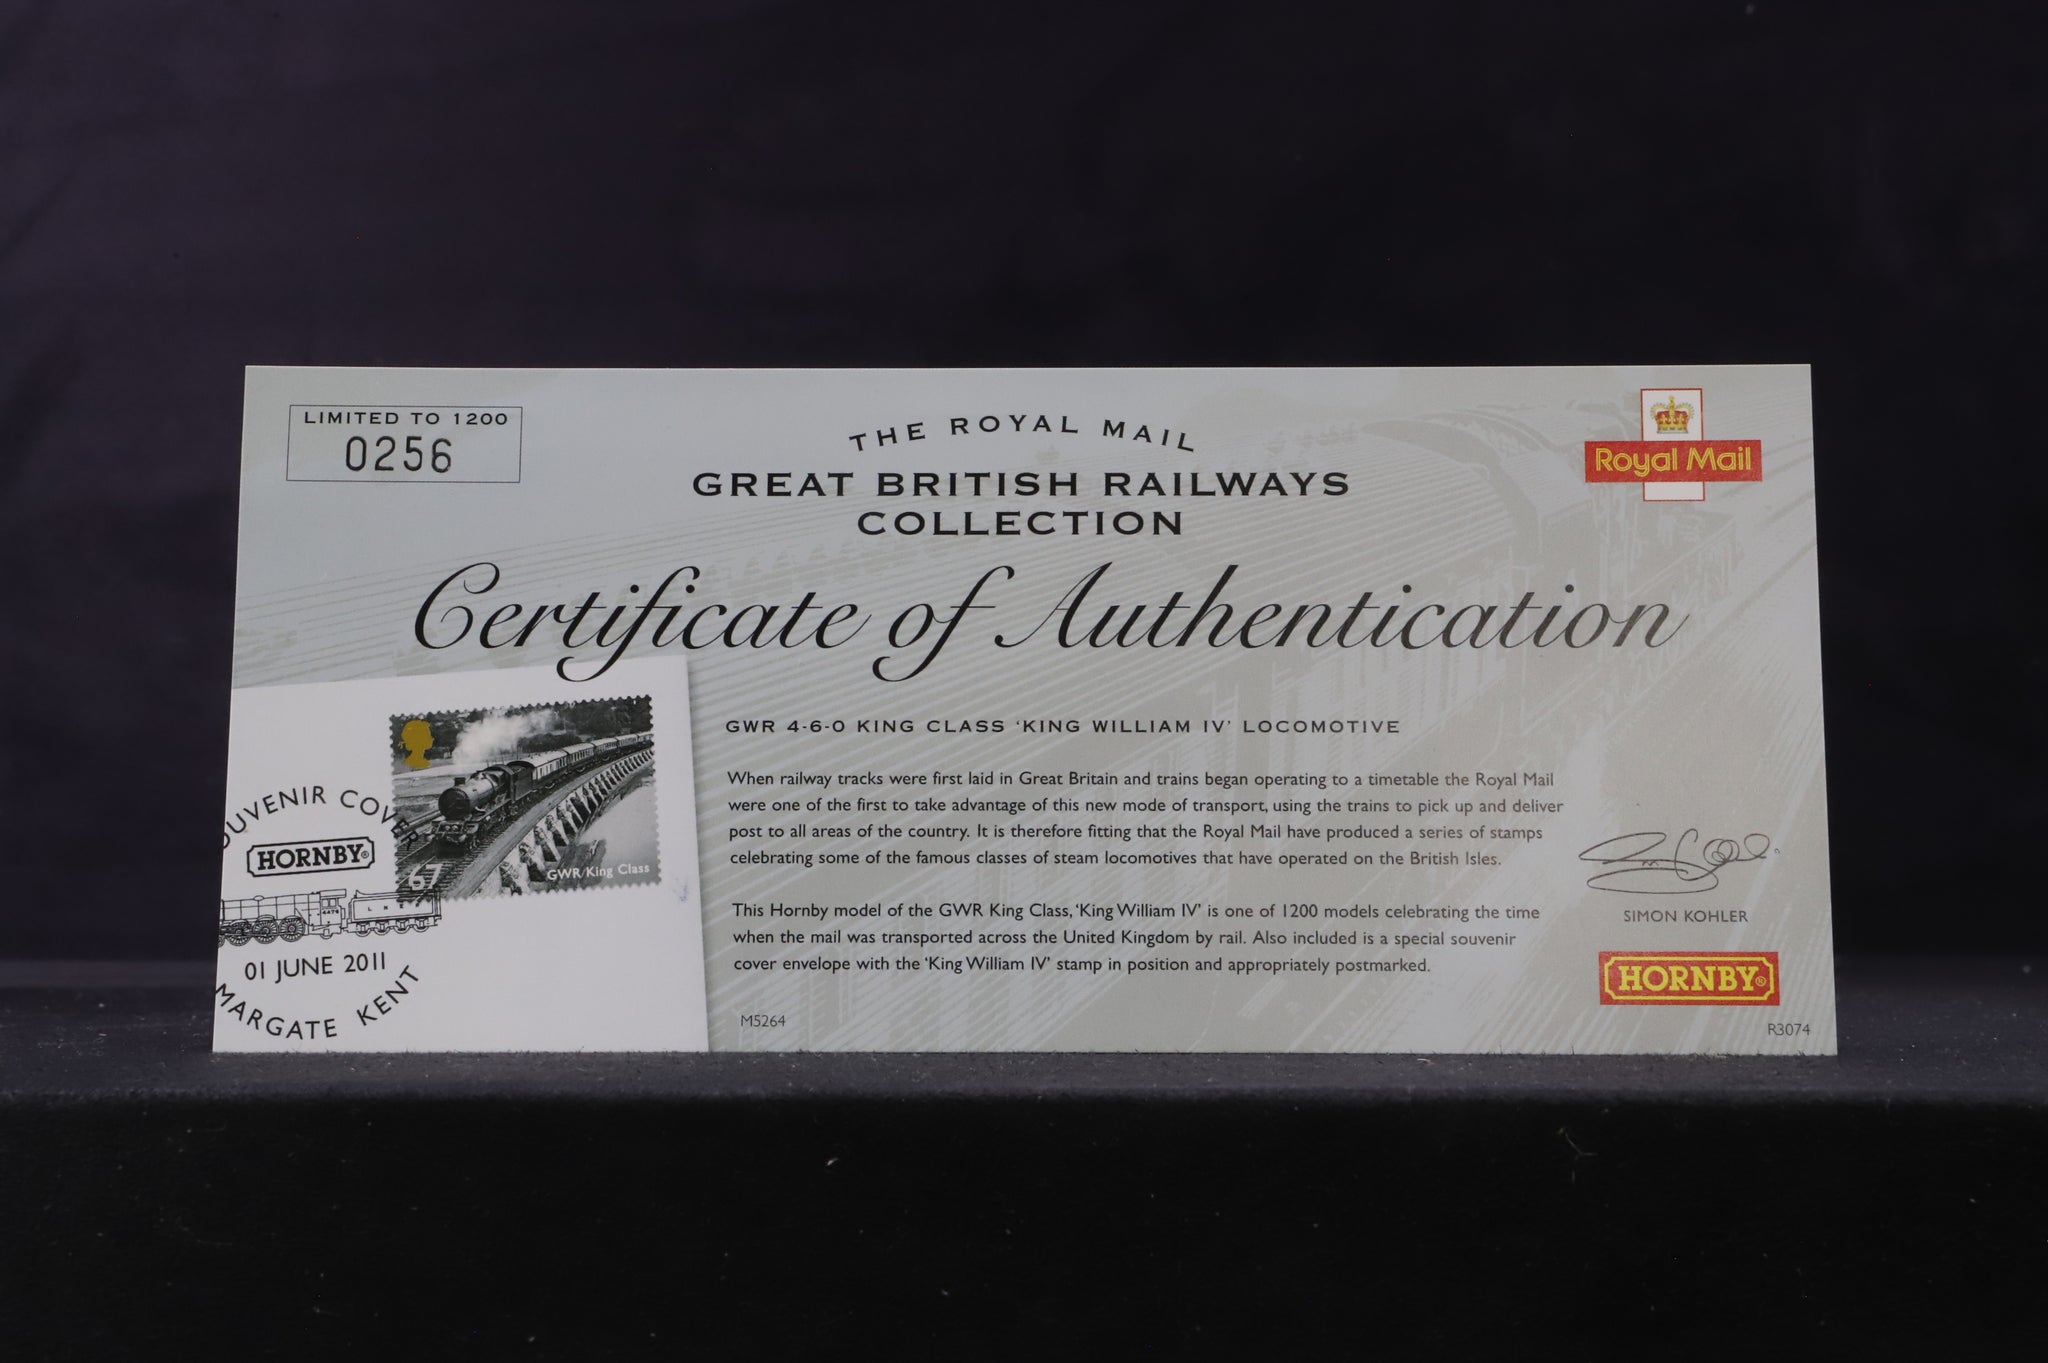 LIMITED TO 1200
0256
THE ROYAL MAIL
GREAT BRITISH RAILWAYS
COLLECTION
Royal Mail
Certificate of Authentication
GWR 4-6-0 KING CLASS ‘KING WILLIAM IV’ LOCOMOTIVE
When railway tracks were first laid in Great Britain and trains began operating to a timetable the Royal Mail
were one of the first to take advantage of this new mode of transport, using the trains to pick up and deliver
post to all areas of the country. It is therefore fitting that the Royal Mail have produced a series of stamps
celebrating some of the famous classes of steam locomotives that have operated on the British Isles.
This Hornby model of the GWR King Class, ‘King William IV’ is one of 1200 models celebrating the time
when the mail was transported across the United Kingdom by rail. Also included is a special souvenir
cover envelope with the ‘King William IV’ stamp in position and appropriately postmarked.
M5264
SOUVENIR COVER
HORNBY®
67
GWR King Class
4476
L N E
01 JUNE 2011
MARGATE KENT
SIMON KOHLER
HORNBY®
R3074